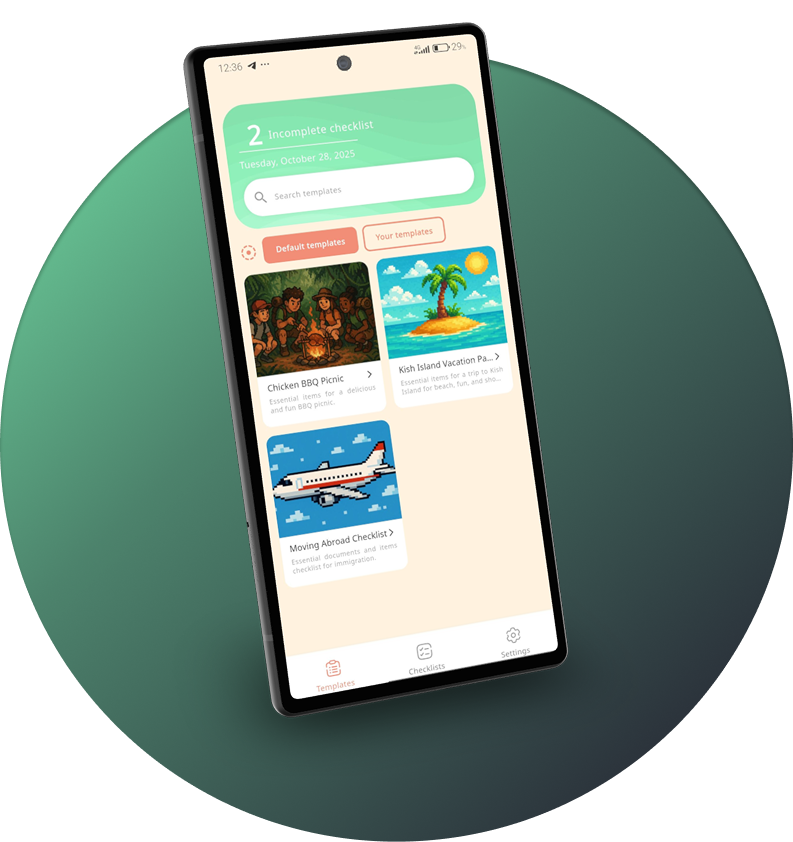 12:36 ... 4G 29%
2 Incomplete checklist
Tuesday, October 28, 2025
Search templates
Default templates
Your templates
Chicken BBQ Picnic
Essential items for a delicious
and fun BBQ picnic.
Kish Island Vacation Pa...
Essential items for a trip to Kish
Island for beach, fun, and sho...
Moving Abroad Checklist
Essential documents and items
checklist for immigration.
Templates
Checklists
Settings